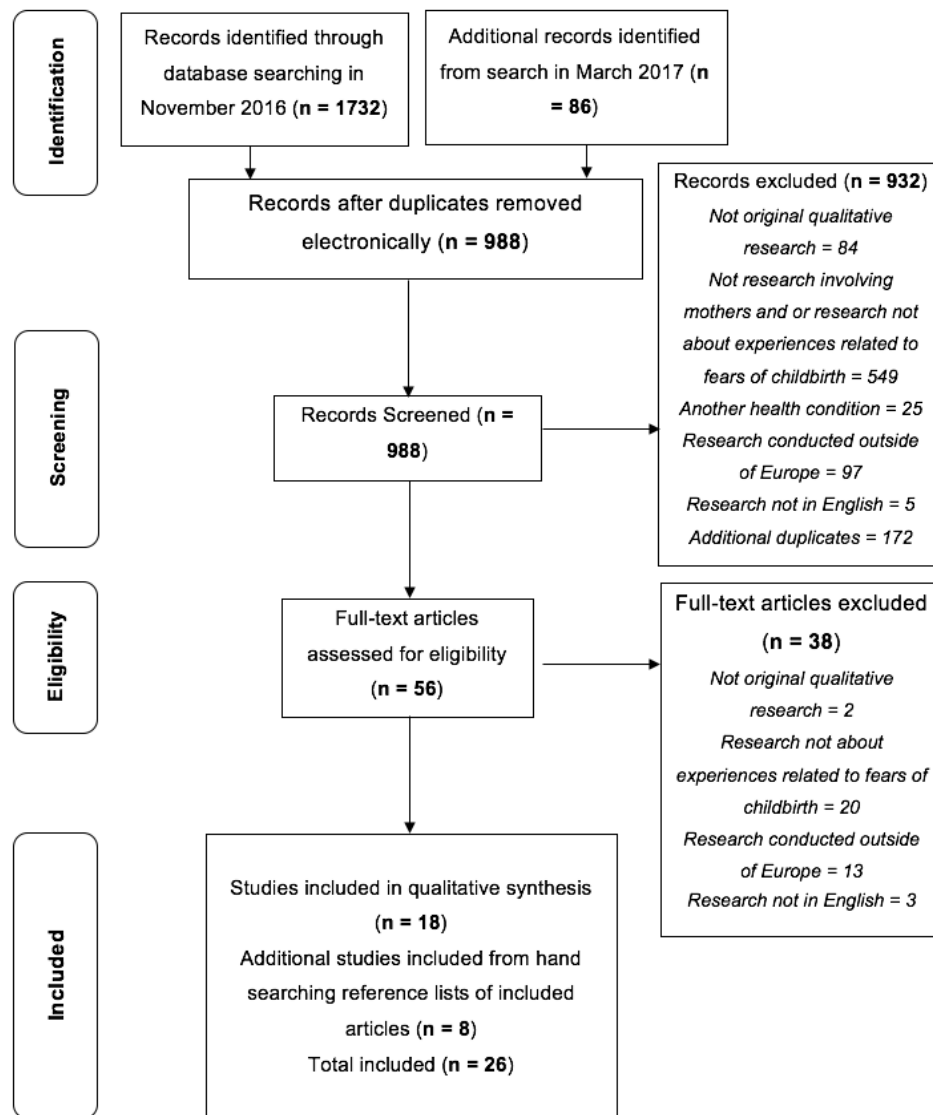 Identification
Records identified through
database searching in
November 2016 (n = 1732)
Additional records identified
from search in March 2017 (n
= 86)
Records after duplicates removed
electronically (n = 988)
Records excluded (n = 932)
Not original qualitative
research = 84
Not research involving
mothers and or research not
about experiences related to
fears of childbirth = 549
Another health condition = 25
Research conducted outside
of Europe = 97
Research not in English = 5
Additional duplicates = 172
Screening
Records Screened (n =
988)
Eligibility
Full-text articles
assessed for eligibility
(n = 56)
Full-text articles excluded
(n = 38)
Not original qualitative
research = 2
Research not about
experiences related to fears of
childbirth = 20
Research conducted outside
of Europe = 13
Research not in English = 3
Included
Studies included in qualitative synthesis
(n = 18)
Additional studies included from hand
searching reference lists of included
articles (n = 8)
Total included (n = 26)